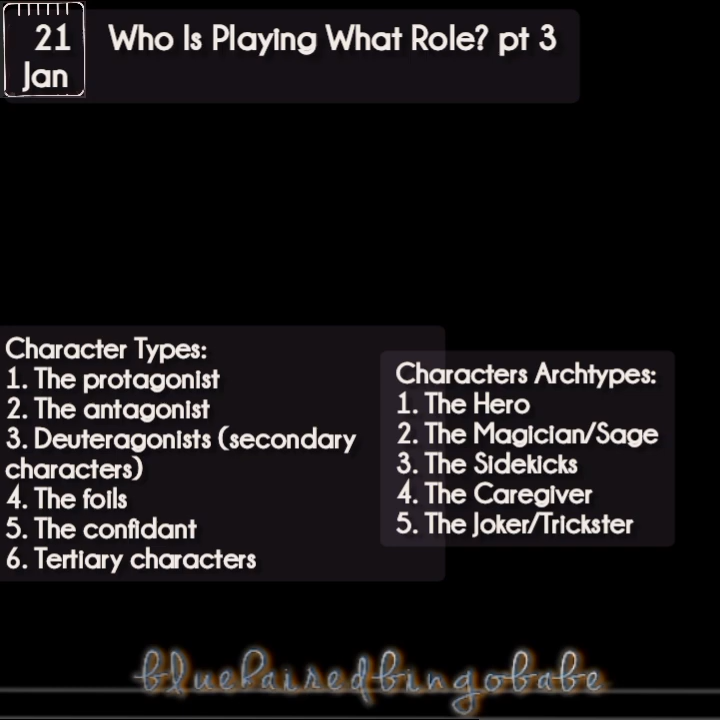 21
Jan
Who Is Playing What Role? pt 3
Character Types:
1. The protagonist
2. The antagonist
3. Deuteragonists (secondary
characters)
4. The foils
5. The confidant
6. Tertiary characters
Characters Archtypes:
1. The Hero
2. The Magician/Sage
3. The Sidekicks
4. The Caregiver
5. The Joker/Trickster
bluehairedbingobabe